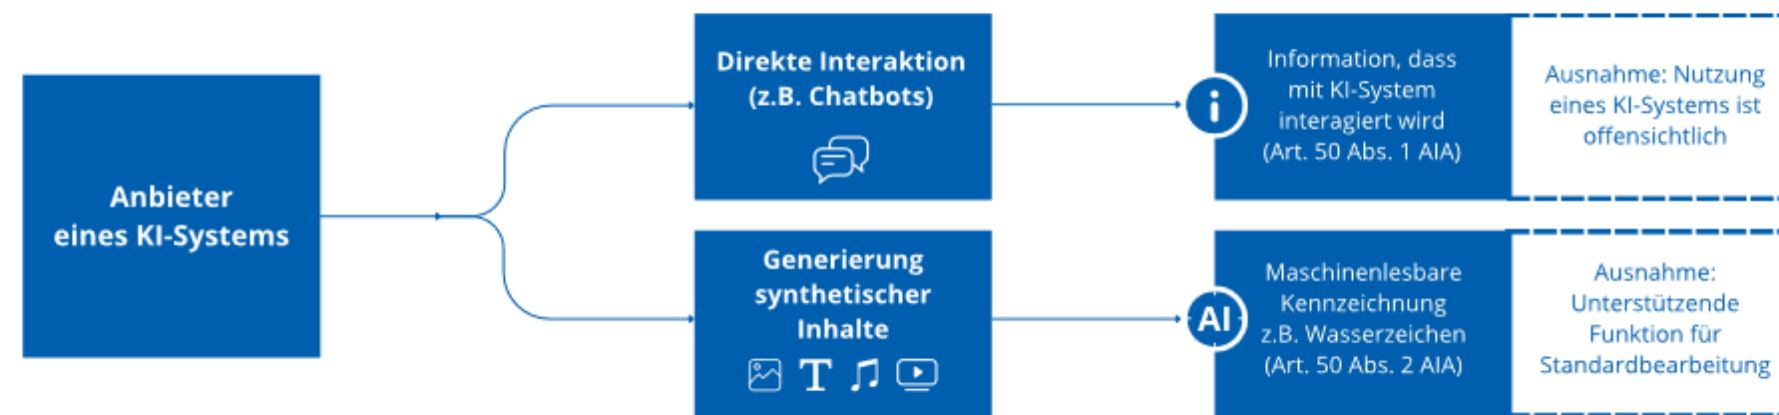 Anbieter
eines KI-Systems
Direkte Interaktion
(z.B. Chatbots)
i
Information, dass
mit KI-System
interagiert wird
(Art. 50 Abs. 1 AIA)
Ausnahme: Nutzung
eines KI-Systems ist
offensichtlich
Generierung
synthetischer
Inhalte
T
AI
Maschinenlesbare
Kennzeichnung
z.B. Wasserzeichen
(Art. 50 Abs. 2 AIA)
Ausnahme:
Unterstützende
Funktion für
Standardbearbeitung